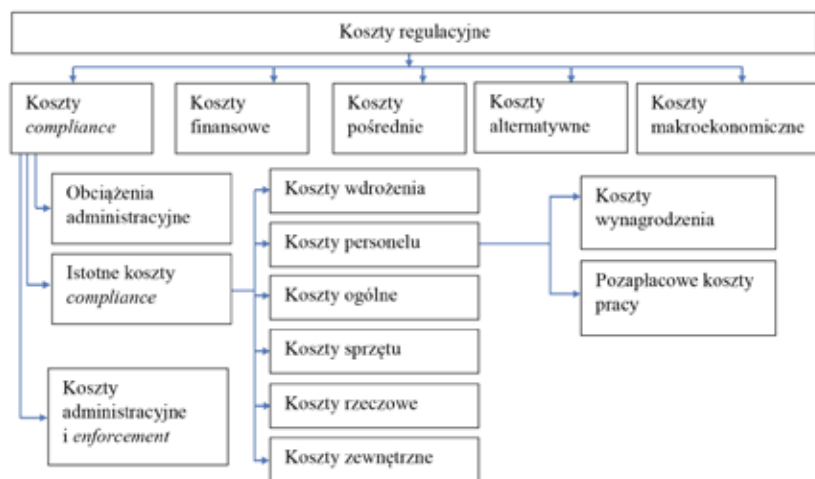 Koszty regulacyjne
Koszty
compliance
Koszty
finansowe
Koszty
pośrednie
Koszty
alternatywne
Koszty
makroekonomiczne
Obciążenia
administracyjne
Istotne koszty
compliance
Koszty
administracyjne
i enforcement
Koszty wdrożenia
Koszty personelu
Koszty ogólne
Koszty sprzętu
Koszty rzeczowe
Koszty zewnętrzne
Koszty
wynagrodzenia
Pozapłacowe koszty
pracy